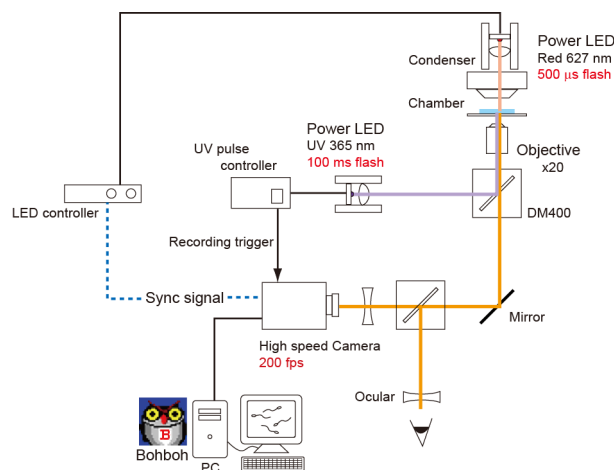 Power LED
Red 627 nm
500 µs flash
Condenser
Chamber
Power LED
UV 365 nm
100 ms flash
Objective
x20
UV pulse
controller
DM400
LED controller
Recording trigger
Sync signal
Mirror
High speed Camera
200 fps
Ocular
B
Bohboh
PC